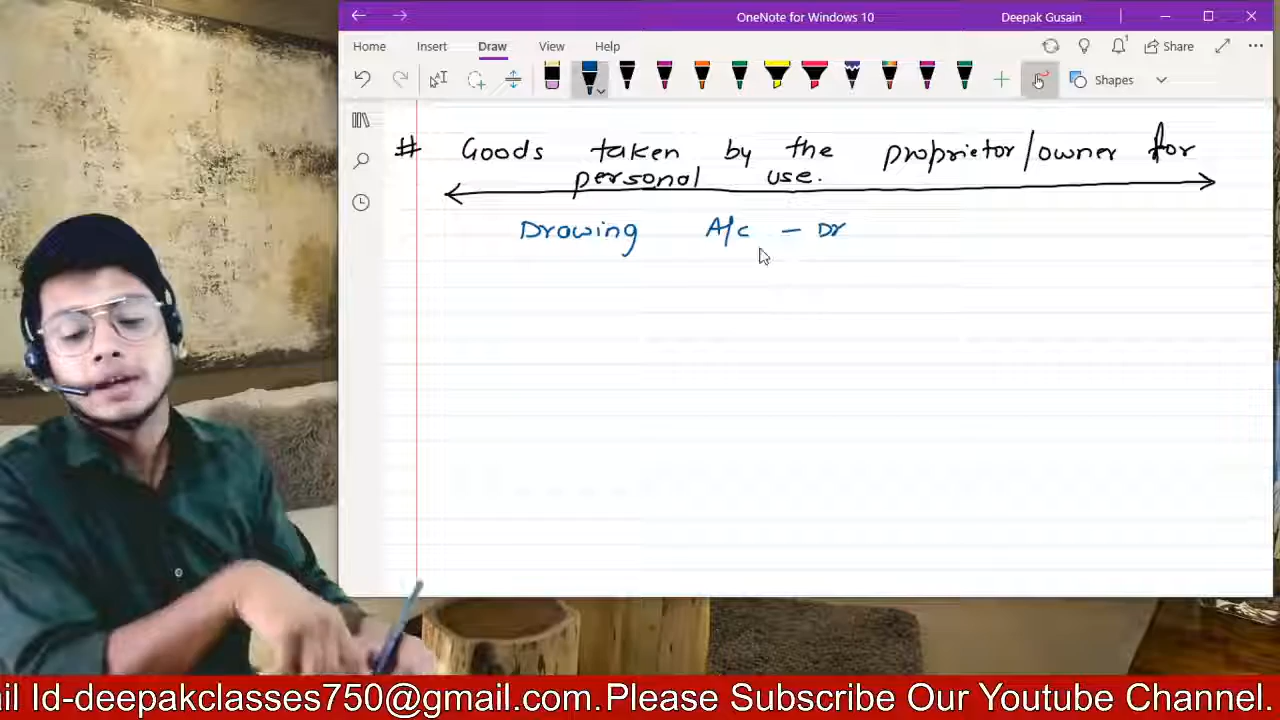 OneNote for Windows 10
Deepak Gusain
Home Insert Draw View Help
Share
Shapes
# Goods taken by the proprietor/owner for
personal use.
Drawing A/c - Dr
ail Id-deepakclasses750@gmail.com.Please Subscribe Our Youtube Channel.